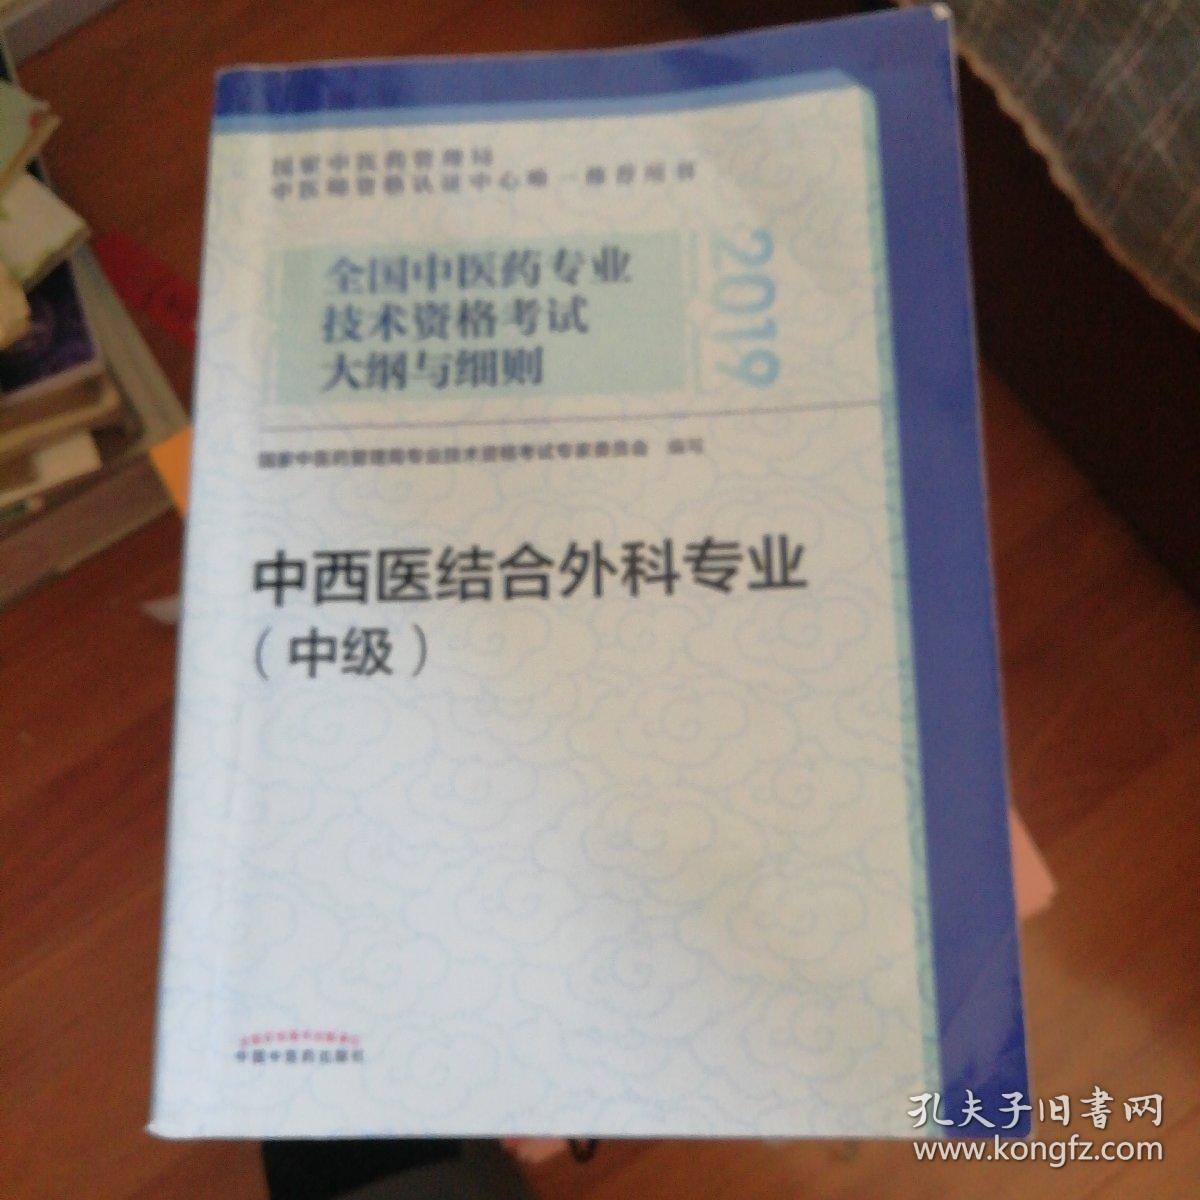 国家中医药管理局
中医师资格认证中心唯一推荐用书
2019
全国中医药专业
技术资格考试
大纲与细则
国家中医药管理局专业技术资格考试专家委员会 编写
中西医结合外科专业
（中级）
中国中医药出版社
孔夫子旧书网
www.kongfz.com